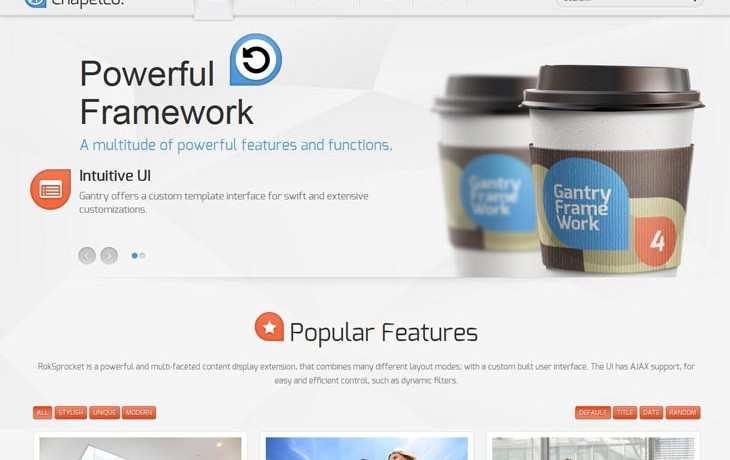 Chapelco.
Powerful
Framework
A multitude of powerful features and functions.
Intuitive UI
Gantry offers a custom template interface for swift and extensive
customizations.
Gantry
Frame
Work
Gantry
Frame
Work
4
Popular Features
RokSprocket is a powerful and multi-faceted content display extension, that combines many different layout modes; with a custom built user interface. The UI has AJAX support, for
easy and efficient control, such as dynamic filters.
ALL STYLISH UNIQUE MODERN DEFAULT TITLE DATE RANDOM